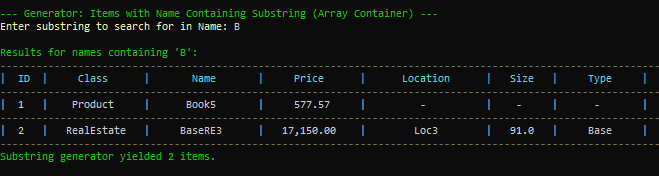 --- Generator: Items with Name Containing Substring (Array Container) ---
Enter substring to search for in Name: B
Results for names containing 'B':
| ID | Class | Name | Price | Location | Size | Type |
| 1 | Product | Book5 | 577.57 | - | - | - |
| 2 | RealEstate | BaseRE3 | 17,150.00 | Loc3 | 91.0 | Base |
Substring generator yielded 2 items.